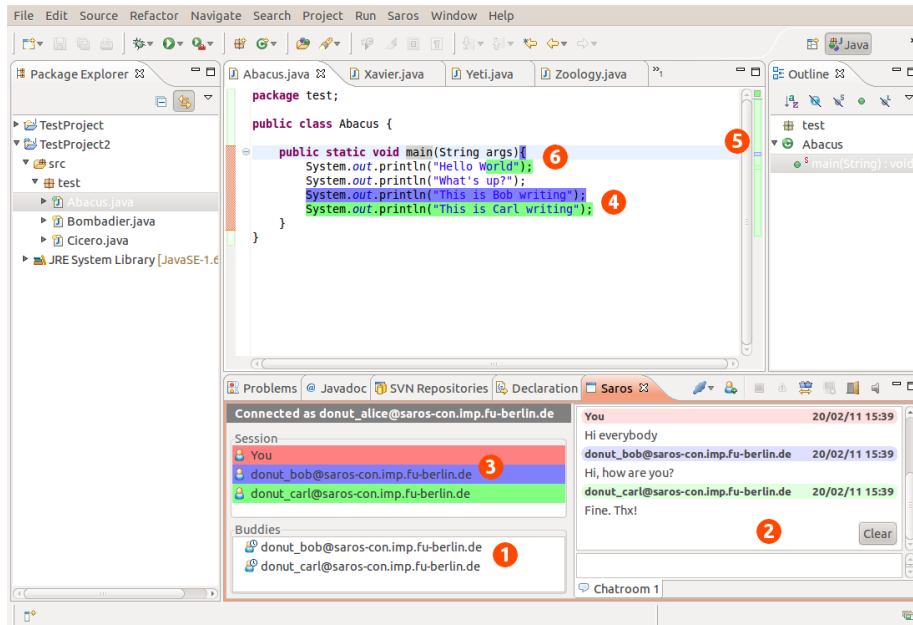 File Edit Source Refactor Navigate Search Project Run Saros Window Help
Java
Package Explorer
TestProject
TestProject2
src
test
Abacus.java
Bombadier.java
Cicero.java
JRE System Library [JavaSE-1.6
Abacus.java Xavier.java Yeti.java Zoology.java »1
package test;
public class Abacus {
public static void main(String args){
System.out.println("Hello World");
System.out.println("What's up?");
System.out.println("This is Bob writing");
System.out.println("This is Carl writing");
}
}
6
4
5
Outline
test
Abacus
S main(String) : void
Problems @ Javadoc SVN Repositories Declaration Saros
Connected as donut_alice@saros-con.imp.fu-berlin.de
Session
You
donut_bob@saros-con.imp.fu-berlin.de
donut_carl@saros-con.imp.fu-berlin.de
3
Buddies
donut_bob@saros-con.imp.fu-berlin.de
donut_carl@saros-con.imp.fu-berlin.de
1
You 20/02/11 15:39
Hi everybody
donut_bob@saros-con.imp.fu-berlin.de 20/02/11 15:39
Hi, how are you?
donut_carl@saros-con.imp.fu-berlin.de 20/02/11 15:39
Fine. Thx!
2
Clear
Chatroom 1